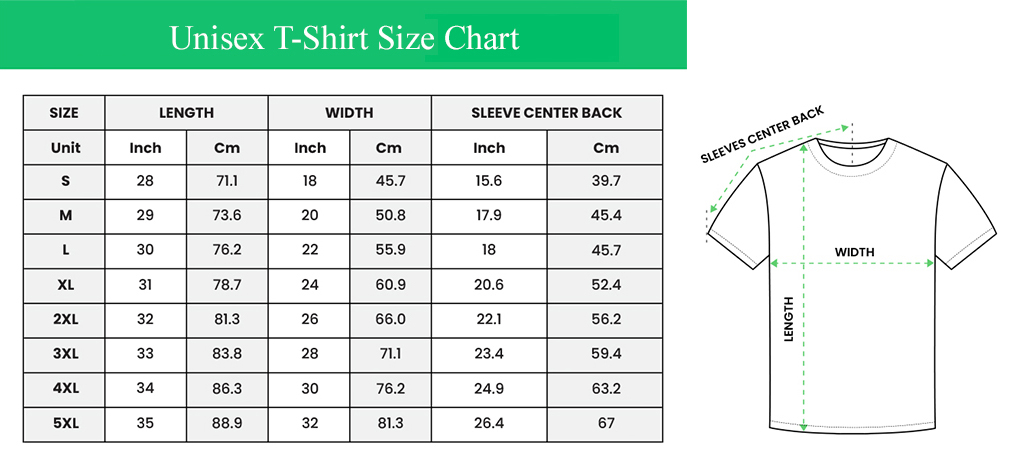 Unisex T-Shirt Size Chart
SIZE LENGTH WIDTH SLEEVE CENTER BACK
Unit Inch Cm Inch Cm Inch Cm
S 28 71.1 18 45.7 15.6 39.7
M 29 73.6 20 50.8 17.9 45.4
L 30 76.2 22 55.9 18 45.7
XL 31 78.7 24 60.9 20.6 52.4
2XL 32 81.3 26 66.0 22.1 56.2
3XL 33 83.8 28 71.1 23.4 59.4
4XL 34 86.3 30 76.2 24.9 63.2
5XL 35 88.9 32 81.3 26.4 67
SLEEVES CENTER BACK
WIDTH
LENGTH